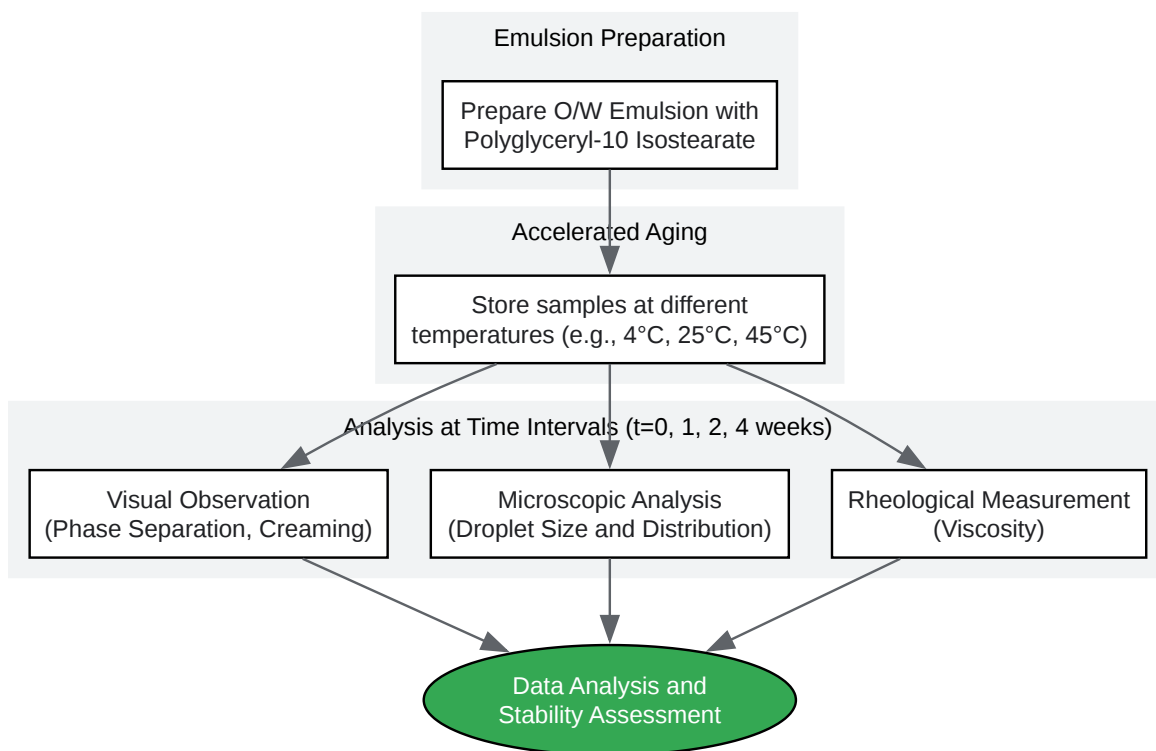 Emulsion Preparation
Prepare O/W Emulsion with
Polyglyceryl-10 Isostearate
Accelerated Aging
Store samples at different
temperatures (e.g., 4°C, 25°C, 45°C)
Analysis at Time Intervals (t=0, 1, 2, 4 weeks)
Visual Observation
(Phase Separation, Creaming)
Microscopic Analysis
(Droplet Size and Distribution)
Rheological Measurement
(Viscosity)
Data Analysis and
Stability Assessment